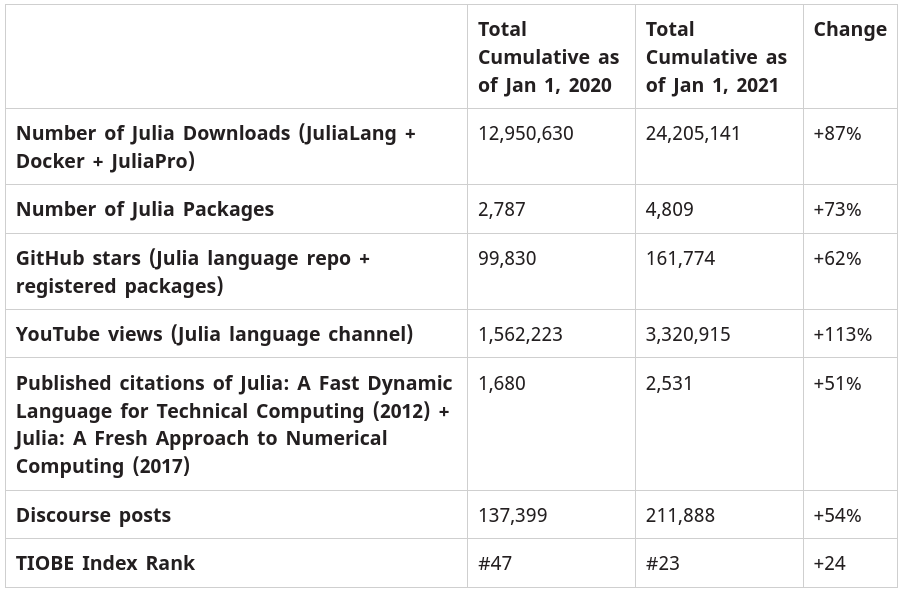 Total
Cumulative as
of Jan 1, 2020
Total
Cumulative as
of Jan 1, 2021
Change
Number of Julia Downloads (JuliaLang +
Docker + JuliaPro)
12,950,630
24,205,141
+87%
Number of Julia Packages
2,787
4,809
+73%
GitHub stars (Julia language repo +
registered packages)
99,830
161,774
+62%
YouTube views (Julia language channel)
1,562,223
3,320,915
+113%
Published citations of Julia: A Fast Dynamic
Language for Technical Computing (2012) +
Julia: A Fresh Approach to Numerical
Computing (2017)
1,680
2,531
+51%
Discourse posts
137,399
211,888
+54%
TIOBE Index Rank
#47
#23
+24